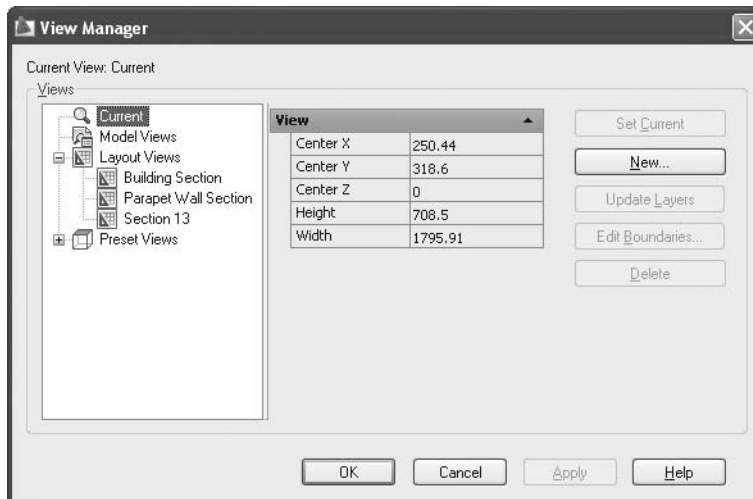 View Manager
Current View: Current
Views
Current
Model Views
Layout Views
Building Section
Parapet Wall Section
Section 13
Preset Views
View
Center X 250.44
Center Y 318.6
Center Z 0
Height 708.5
Width 1795.91
Set Current
New...
Update Layers
Edit Boundaries...
Delete
OK Cancel Apply Help